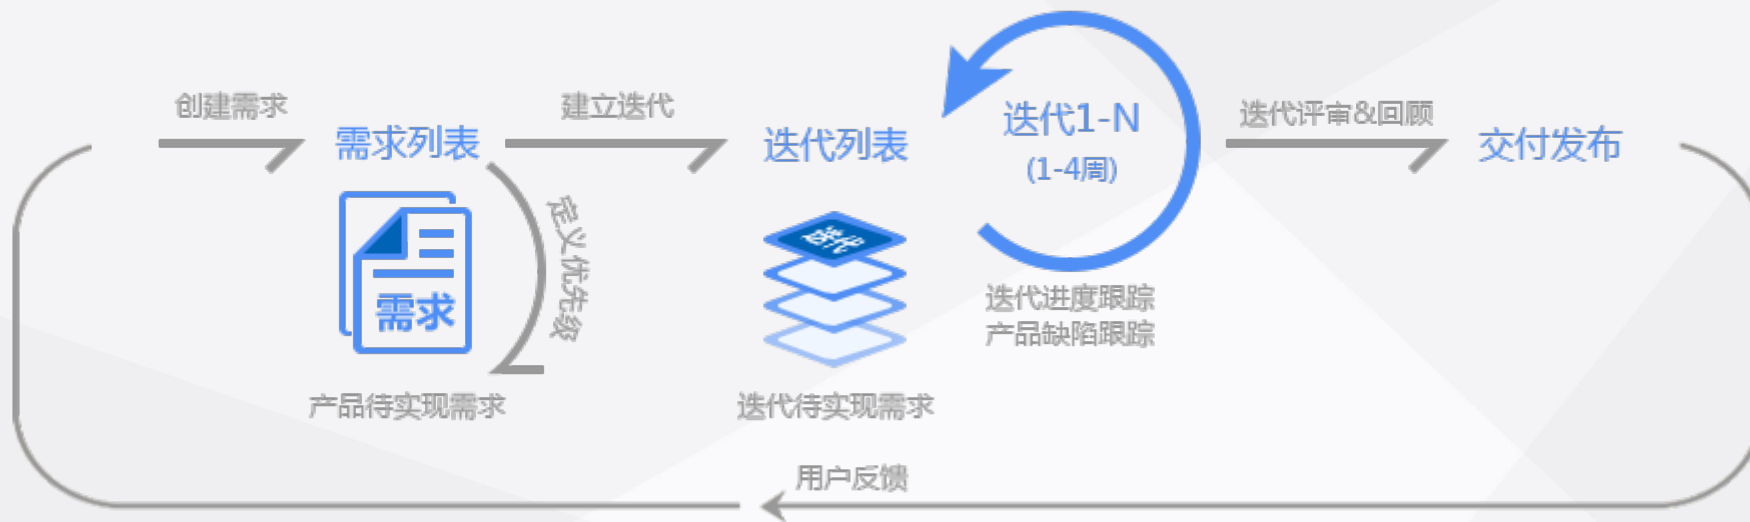 创建需求
需求列表
建立迭代
迭代列表
迭代1-N
(1-4周)
迭代评审&回顾
交付发布
定义优先级
需求
迭代
迭代进度跟踪
产品缺陷跟踪
产品待实现需求
迭代待实现需求
用户反馈